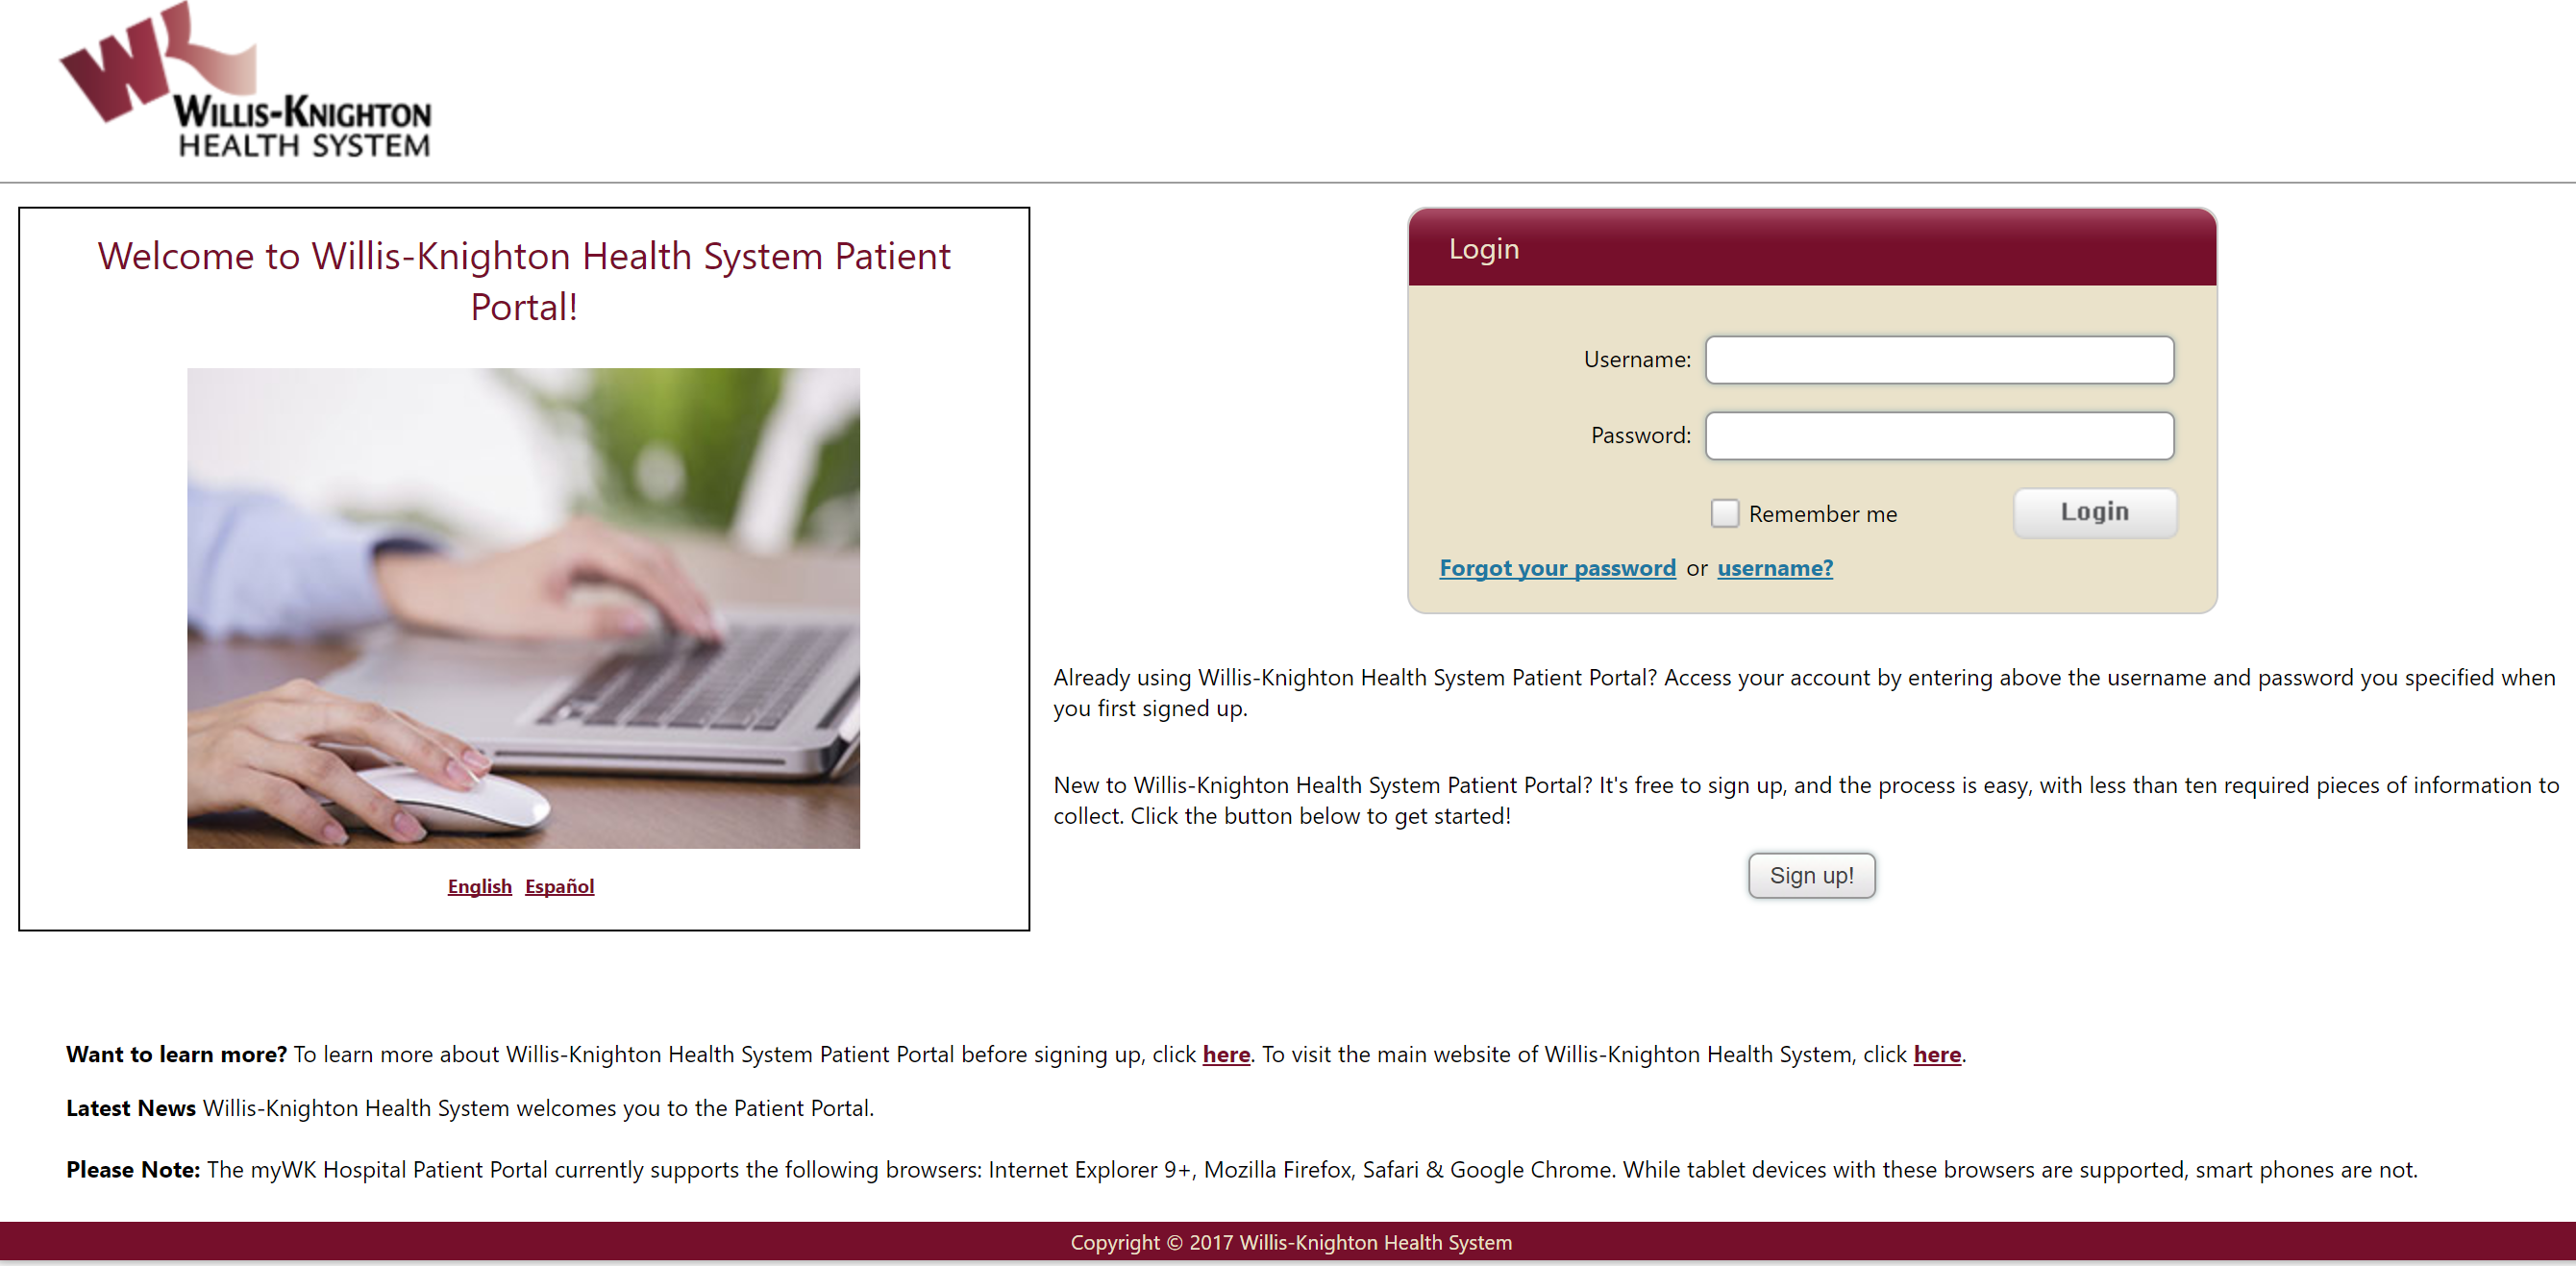 WILLIS-KNIGHTON
HEALTH SYSTEM
Welcome to Willis-Knighton Health System Patient
Portal!
English Español
Login
Username:
Password:
Remember me Login
Forgot your password or username?
Already using Willis-Knighton Health System Patient Portal? Access your account by entering above the username and password you specified when
you first signed up.
New to Willis-Knighton Health System Patient Portal? It's free to sign up, and the process is easy, with less than ten required pieces of information to
collect. Click the button below to get started!
Sign up!
Want to learn more? To learn more about Willis-Knighton Health System Patient Portal before signing up, click here. To visit the main website of Willis-Knighton Health System, click here.
Latest News Willis-Knighton Health System welcomes you to the Patient Portal.
Please Note: The myWK Hospital Patient Portal currently supports the following browsers: Internet Explorer 9+, Mozilla Firefox, Safari & Google Chrome. While tablet devices with these browsers are supported, smart phones are not.
Copyright © 2017 Willis-Knighton Health System